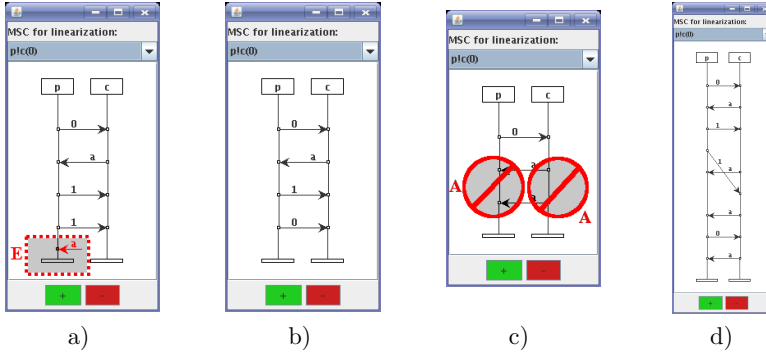 MSC for linearization:
p!c(0)
p c
0
a
1
1
E a
+ -
a)
MSC for linearization:
p!c(0)
p c
0
a
1
0
+ -
b)
MSC for linearization:
p!c(0)
p c
0
a
A
a
A
+ -
c)
MSC for linearization:
p!c(0)
p c
0
a
1
1 a
a
0
a
+ -
d)